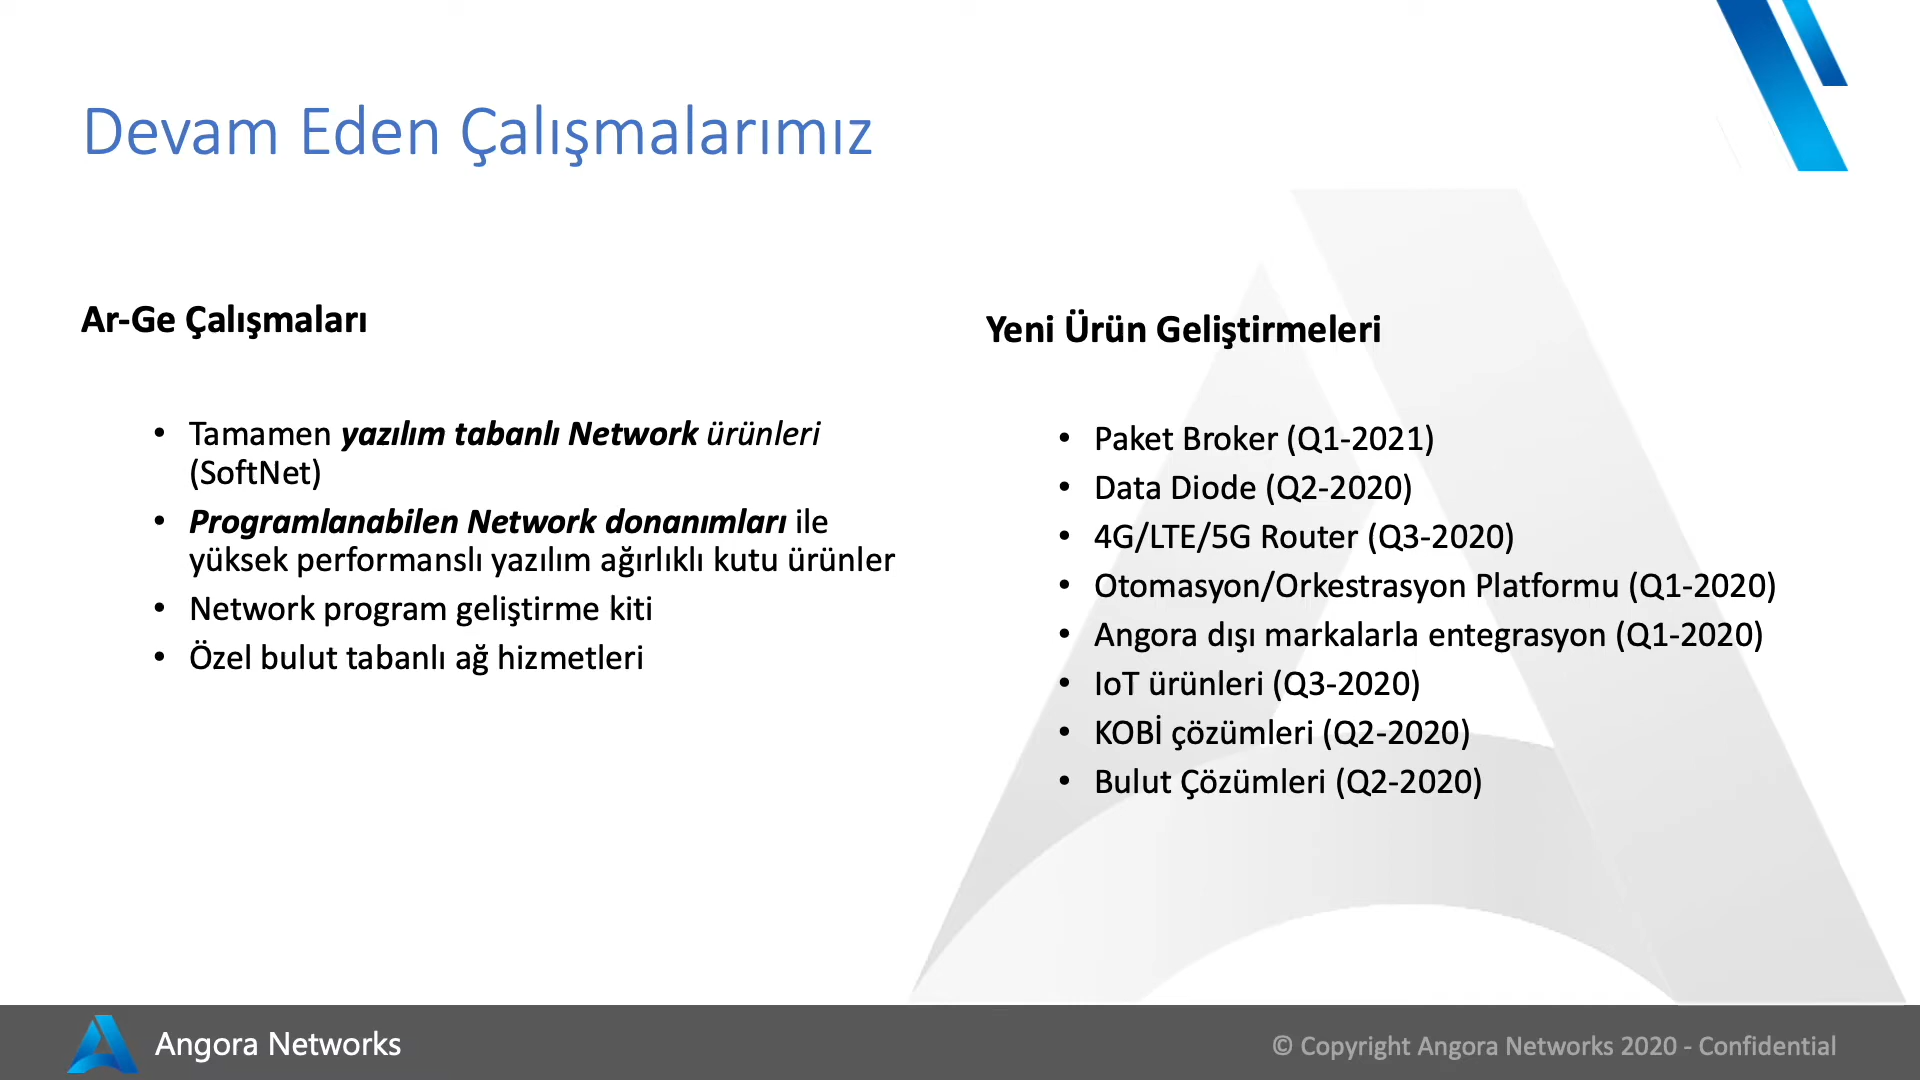 Devam Eden Çalışmalarımız
Ar-Ge Çalışmaları
• Tamamen yazılım tabanlı Network ürünleri
(SoftNet)
• Programlanabilen Network donanımları ile
yüksek performanslı yazılım ağırlıklı kutu ürünler
• Network program geliştirme kiti
• Özel bulut tabanlı ağ hizmetleri
Yeni Ürün Geliştirmeleri
• Paket Broker (Q1-2021)
• Data Diode (Q2-2020)
• 4G/LTE/5G Router (Q3-2020)
• Otomasyon/Orkestrasyon Platformu (Q1-2020)
• Angora dışı markalarla entegrasyon (Q1-2020)
• IoT ürünleri (Q3-2020)
• KOBİ çözümleri (Q2-2020)
• Bulut Çözümleri (Q2-2020)
Angora Networks
© Copyright Angora Networks 2020 - Confidential